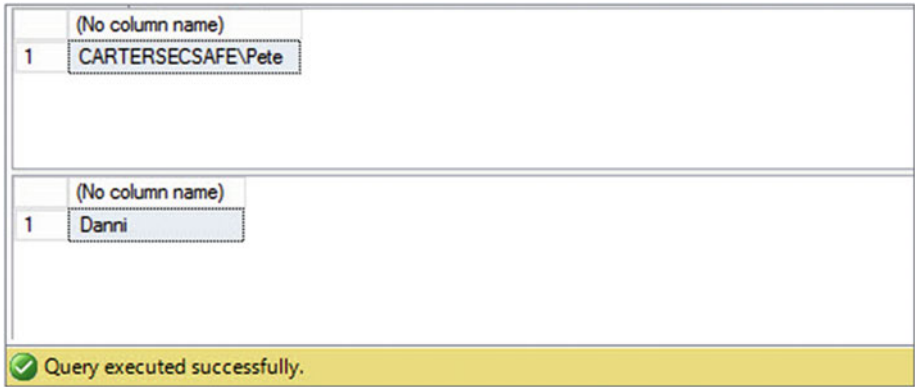 (No column name)
1 CARTERSECSAFE\Pete
(No column name)
1 Danni
Query executed successfully.